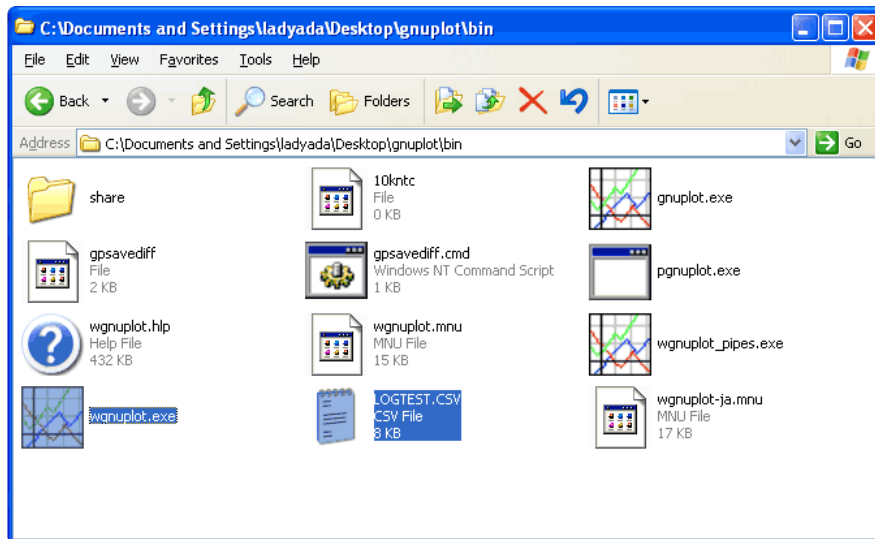 C:\Documents and Settings\ladyada\Desktop\gnuplot\bin
File Edit View Favorites Tools Help
Back Search Folders
Address C:\Documents and Settings\ladyada\Desktop\gnuplot\bin Go
share
10kntc
File
0 KB
gnuplot.exe
gpsavediff
File
2 KB
gpsavediff.cmd
Windows NT Command Script
1 KB
pgnuplot.exe
wgnuplot.hlp
Help File
432 KB
wgnuplot.mnu
MNU File
15 KB
wgnuplot_pipes.exe
wgnuplot.exe
LOGTEST.CSV
CSV File
8 KB
wgnuplot-ja.mnu
MNU File
17 KB